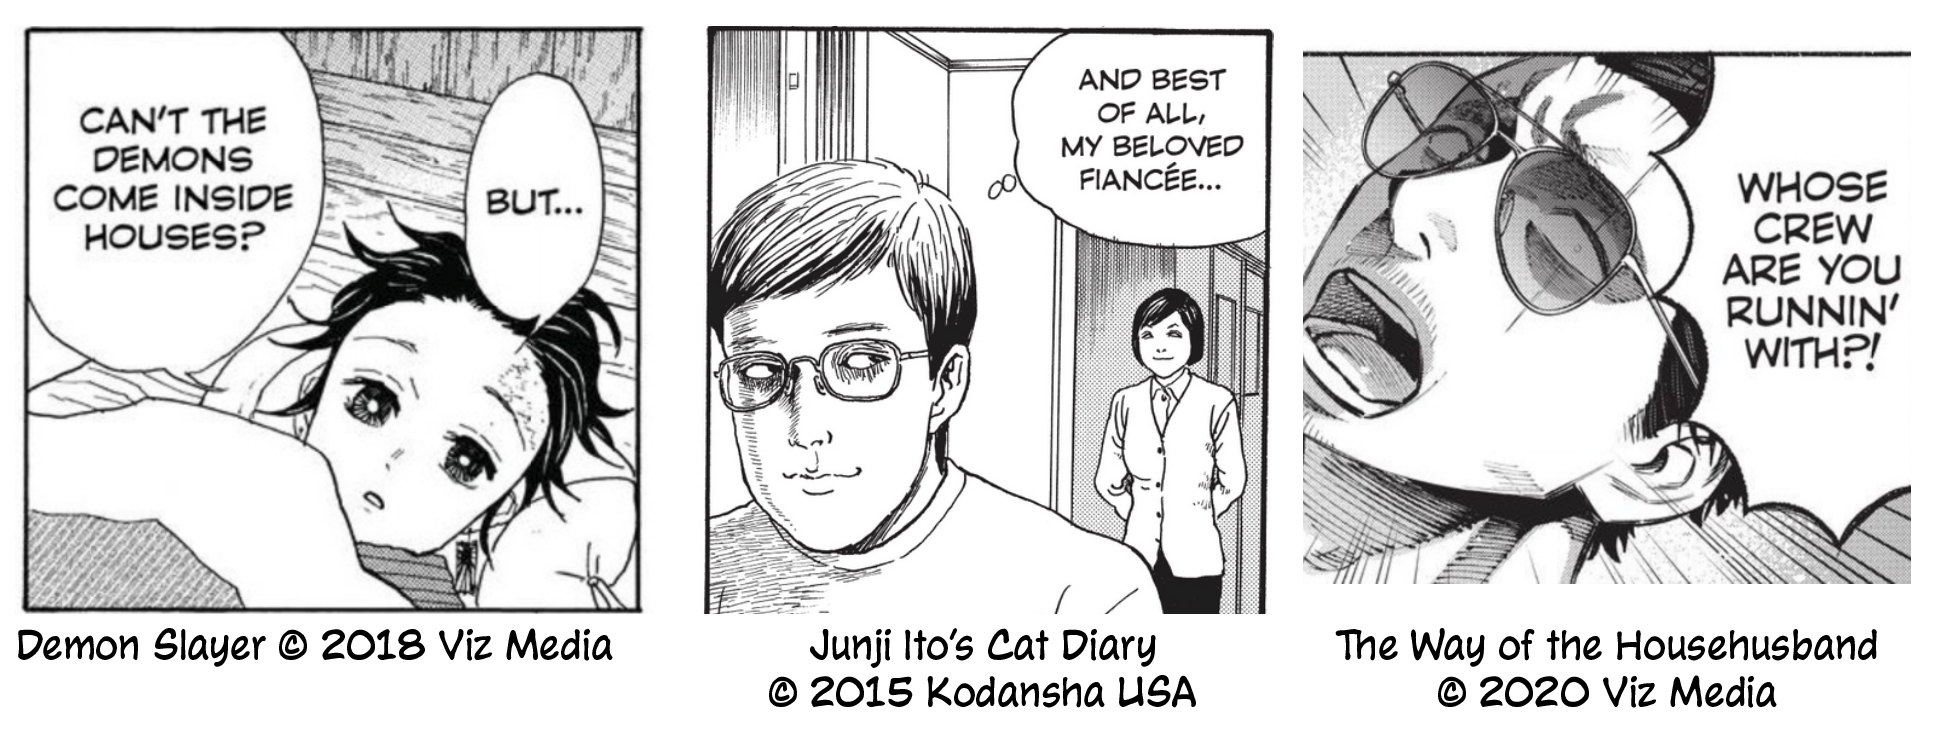 CAN'T THE
DEMONS
COME INSIDE
HOUSES?
BUT...
Demon Slayer © 2018 Viz Media
AND BEST
OF ALL,
MY BELOVED
FIANCÉE...
Junji Ito's Cat Diary
© 2015 Kodansha USA
WHOSE
CREW
ARE YOU
RUNNIN'
WITH?!
The Way of the Househusband
© 2020 Viz Media